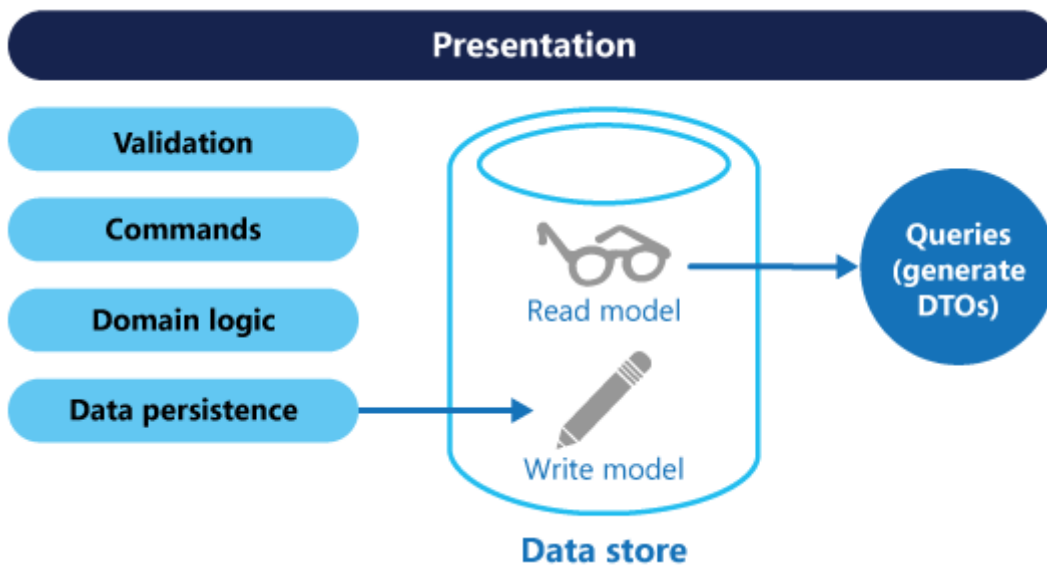 Presentation
Validation
Commands
Domain logic
Data persistence
Read model
Write model
Data store
Queries
(generate
DTOs)